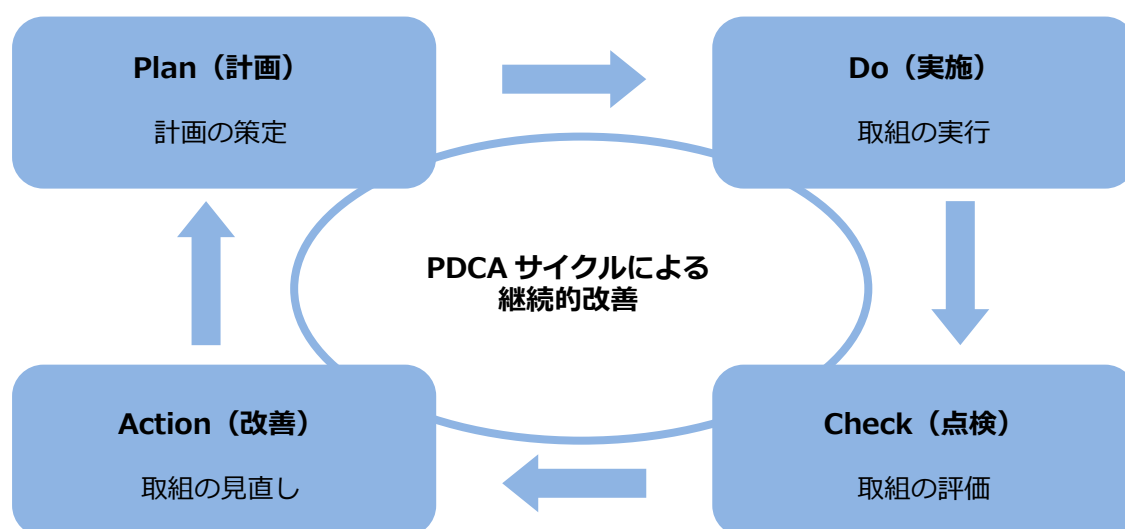 Plan（計画）
計画の策定
Do（実施）
取組の実行
PDCA サイクルによる
継続的改善
Action（改善）
取組の見直し
Check（点検）
取組の評価